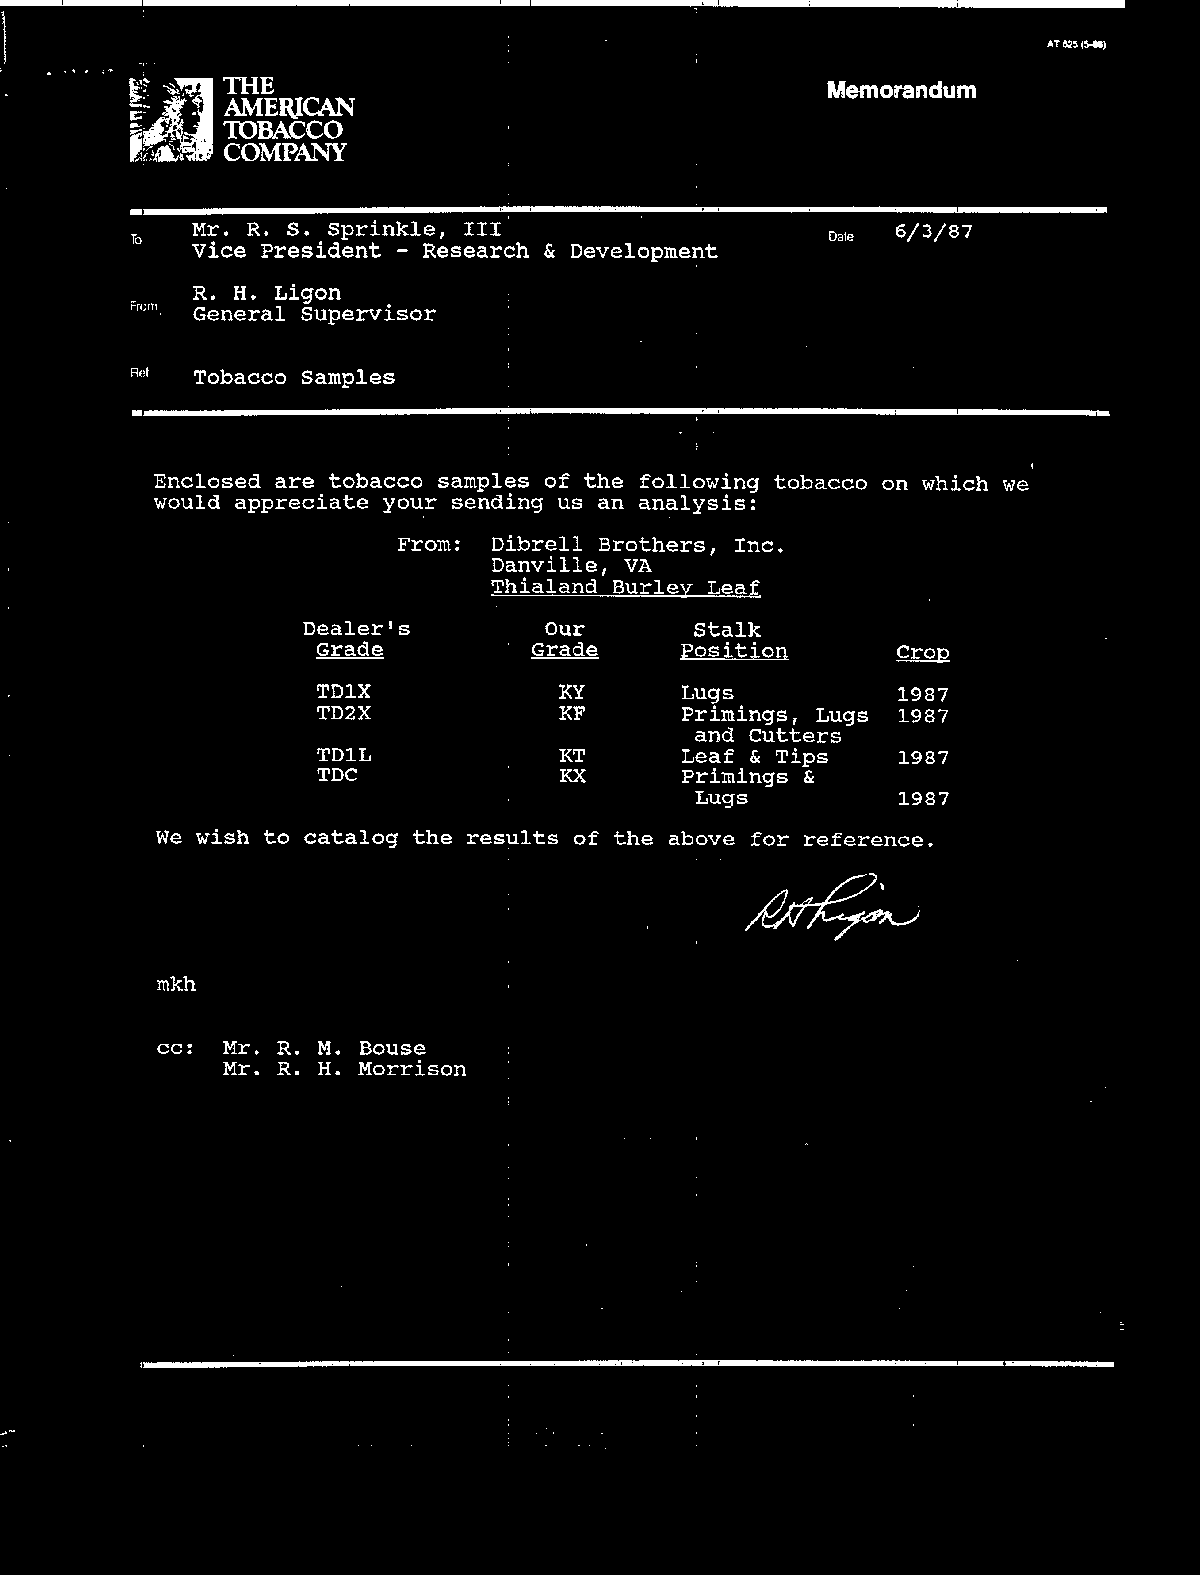 AT 825 (5-86)
THE
AMERICAN
TOBACCO
COMPANY
Memorandum
To Mr. R. S. Sprinkle, III
Vice President - Research & Development
Date 6/3/87
From R. H. Ligon
General Supervisor
Ref Tobacco Samples
Enclosed are tobacco samples of the following tobacco on which we
would appreciate your sending us an analysis:
From: Dibrell Brothers, Inc.
Danville, VA
Thialand Burley Leaf
Dealer's Our Stalk
Grade Grade Position Crop
TD1X KY Lugs 1987
TD2X KF Primings, Lugs 1987
and Cutters
TD1L KT Leaf & Tips 1987
TDC KX Primings &
Lugs 1987
We wish to catalog the results of the above for reference.
RHLigon
mkh
cc: Mr. R. M. Bouse
Mr. R. H. Morrison